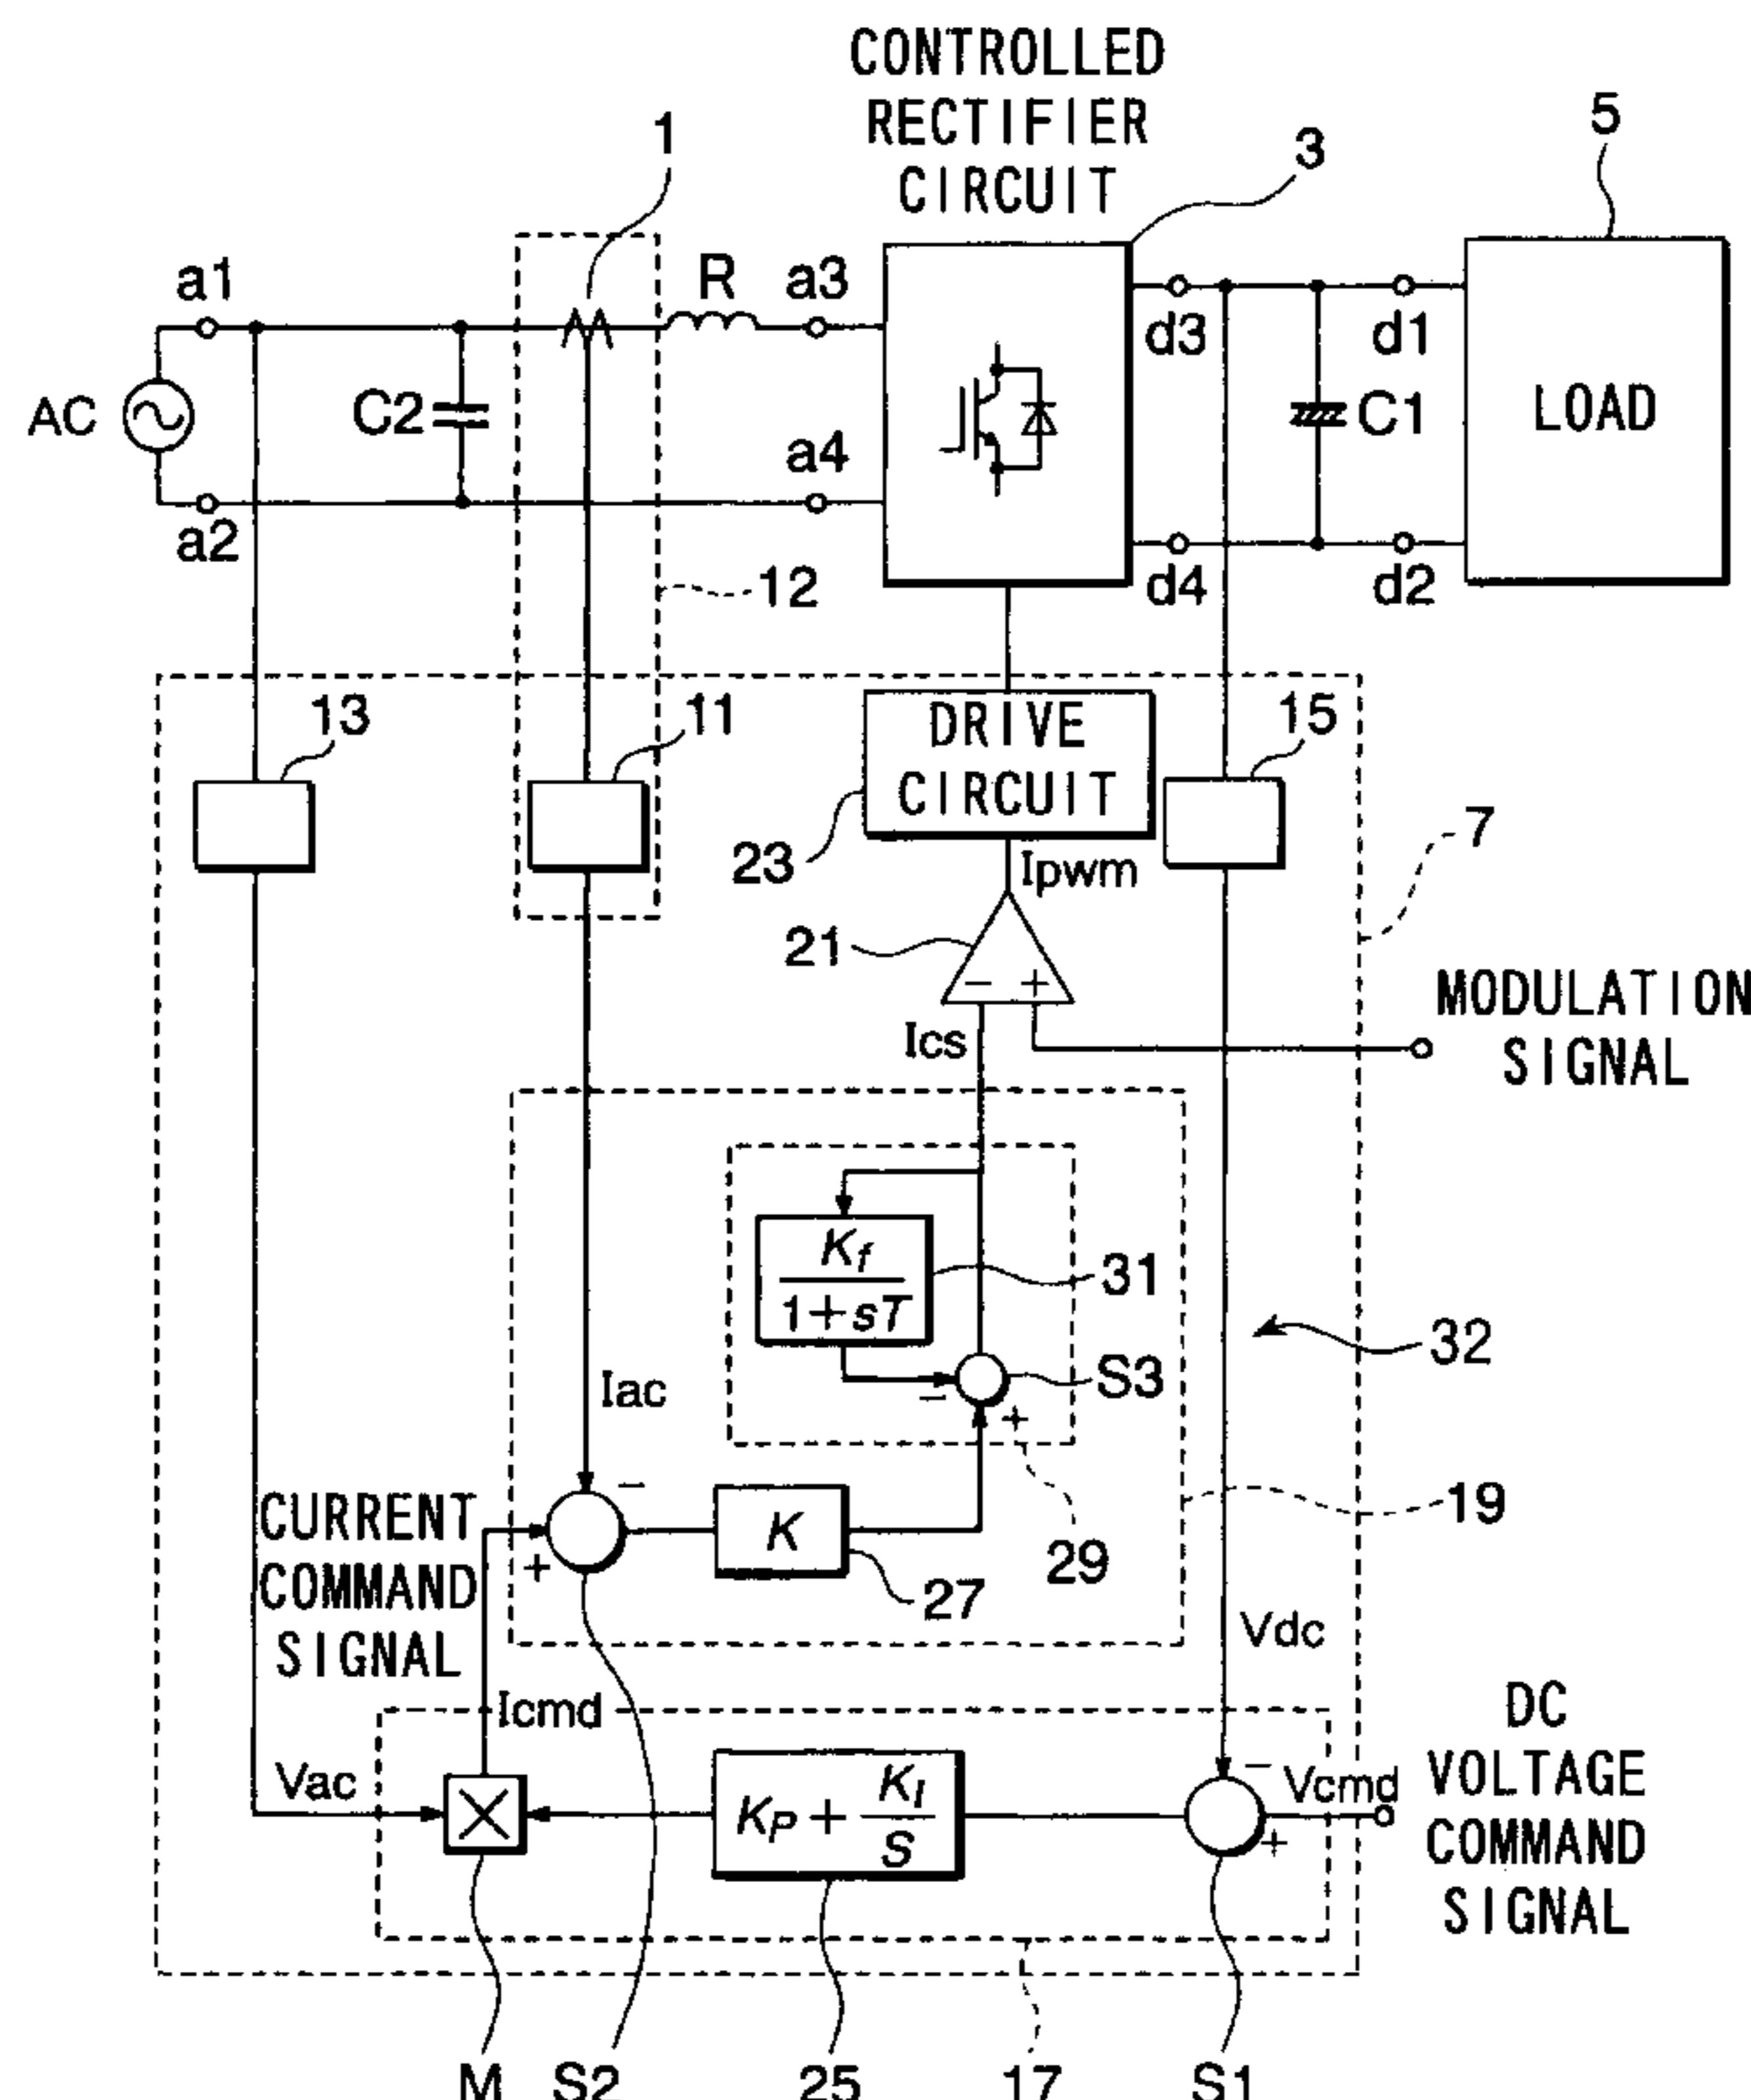 CONTROLLED
RECTIFIER
CIRCUIT
1
3
5
a1
R
a3
d3
d1
AC
C2
C1
LOAD
a4
a2
12
d4
d2
13
11
DRIVE
CIRCUIT
15
23
Ipwm
7
21
− +
MODULATION
SIGNAL
Ics
Kf
1+sT
31
32
S3
− +
Iac
−
CURRENT
COMMAND
SIGNAL
+
K
27
29
19
Vdc
Icmd
Vac
×
KP + KI
S
−
Vcmd
+
DC
VOLTAGE
COMMAND
SIGNAL
M
S2
25
17
S1